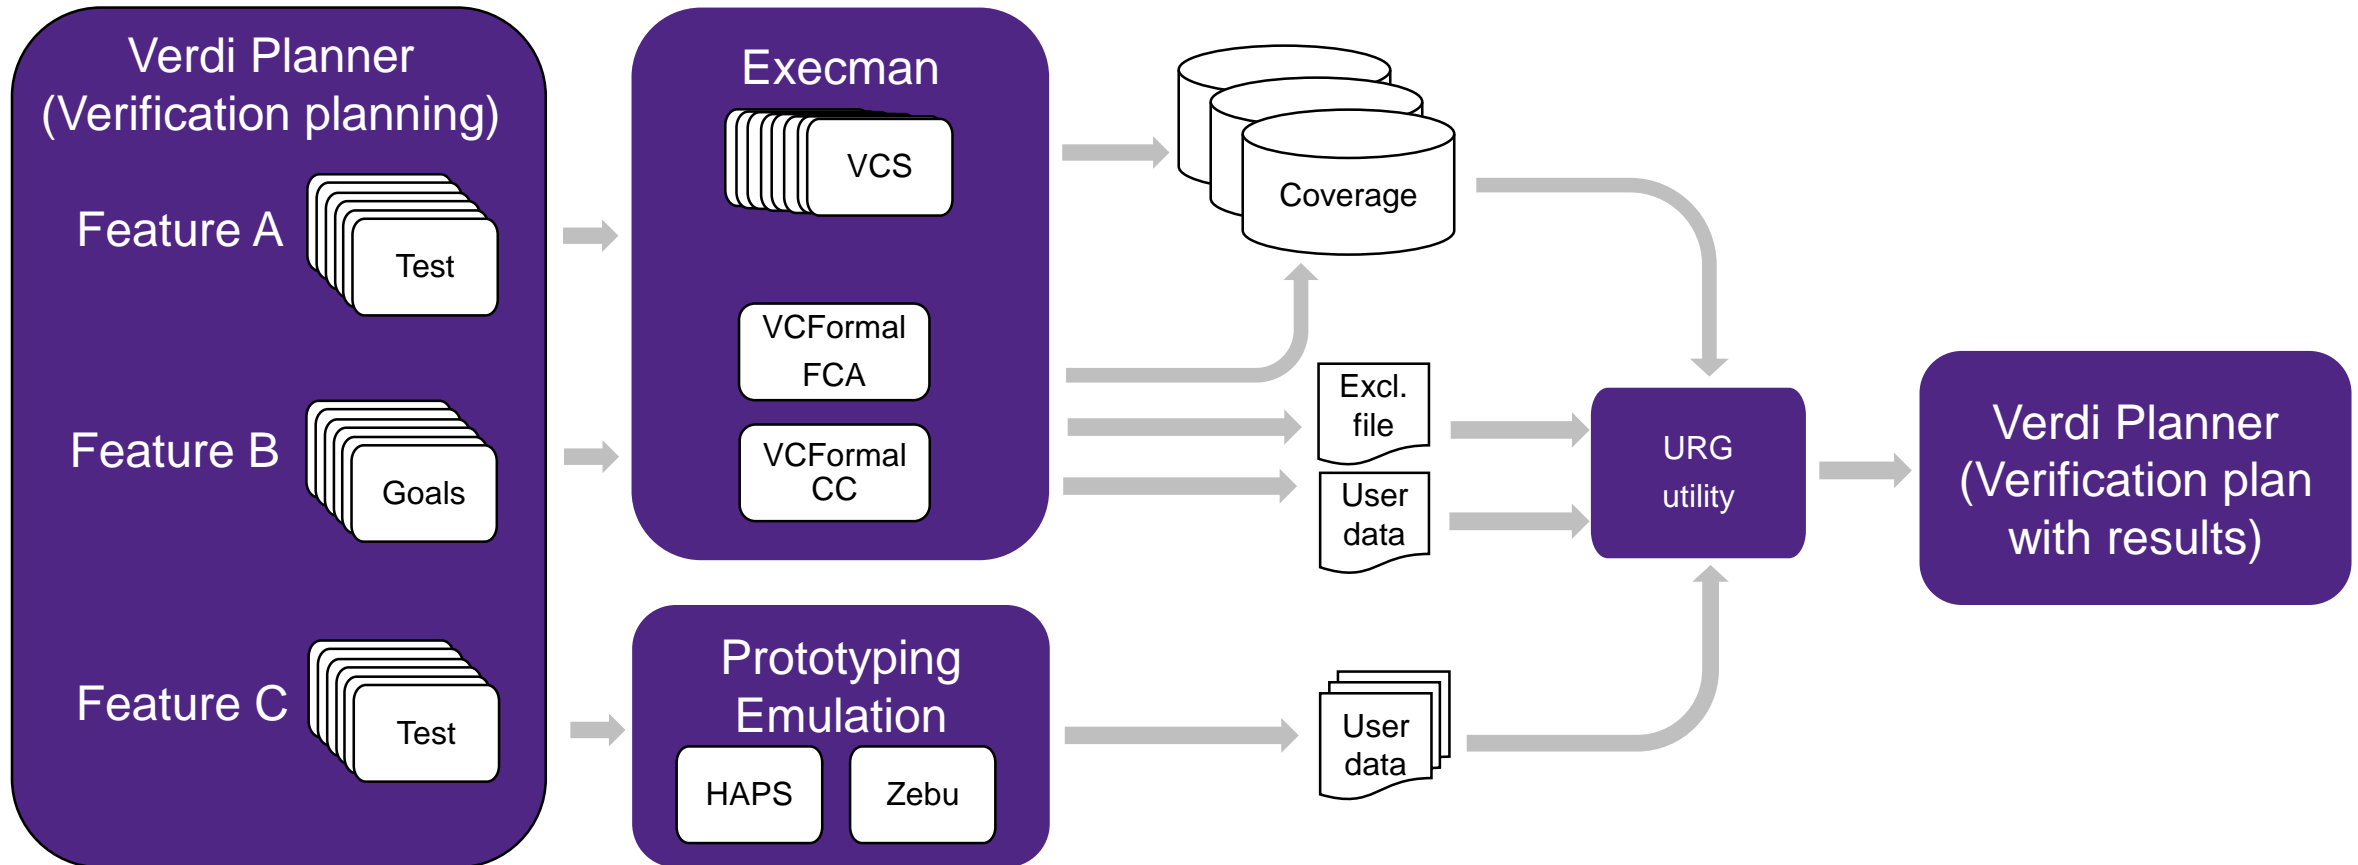 Verdi Planner
(Verification planning)
Feature A
Test
Feature B
Goals
Feature C
Test
Execman
VCS
VCFormal
FCA
VCFormal
CC
Prototyping
Emulation
HAPS
Zebu
Coverage
Excl.
file
User
data
User
data
URG
utility
Verdi Planner
(Verification plan
with results)